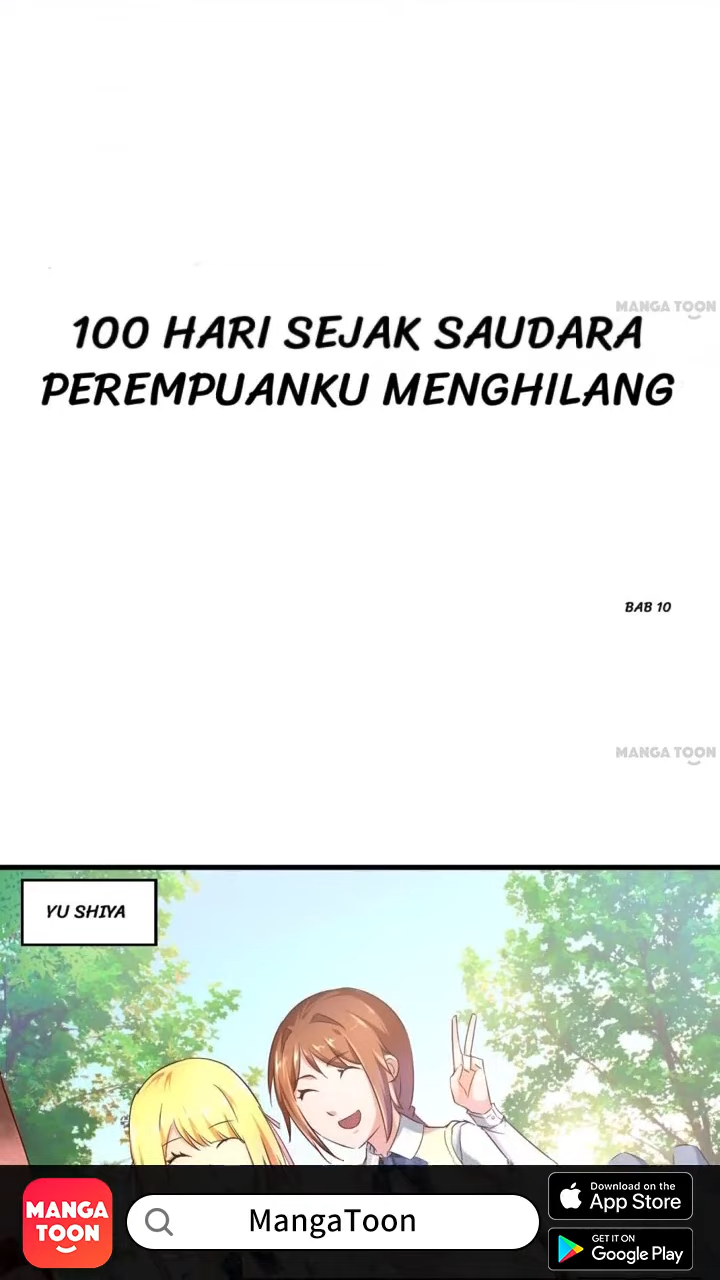 MANGA TOON
100 HARI SEJAK SAUDARA
PEREMPUANKU MENGHILANG
BAB 10
MANGA TOON
YU SHIYA
MANGA
TOON
MangaToon
Download on the
App Store
GET IT ON
Google Play